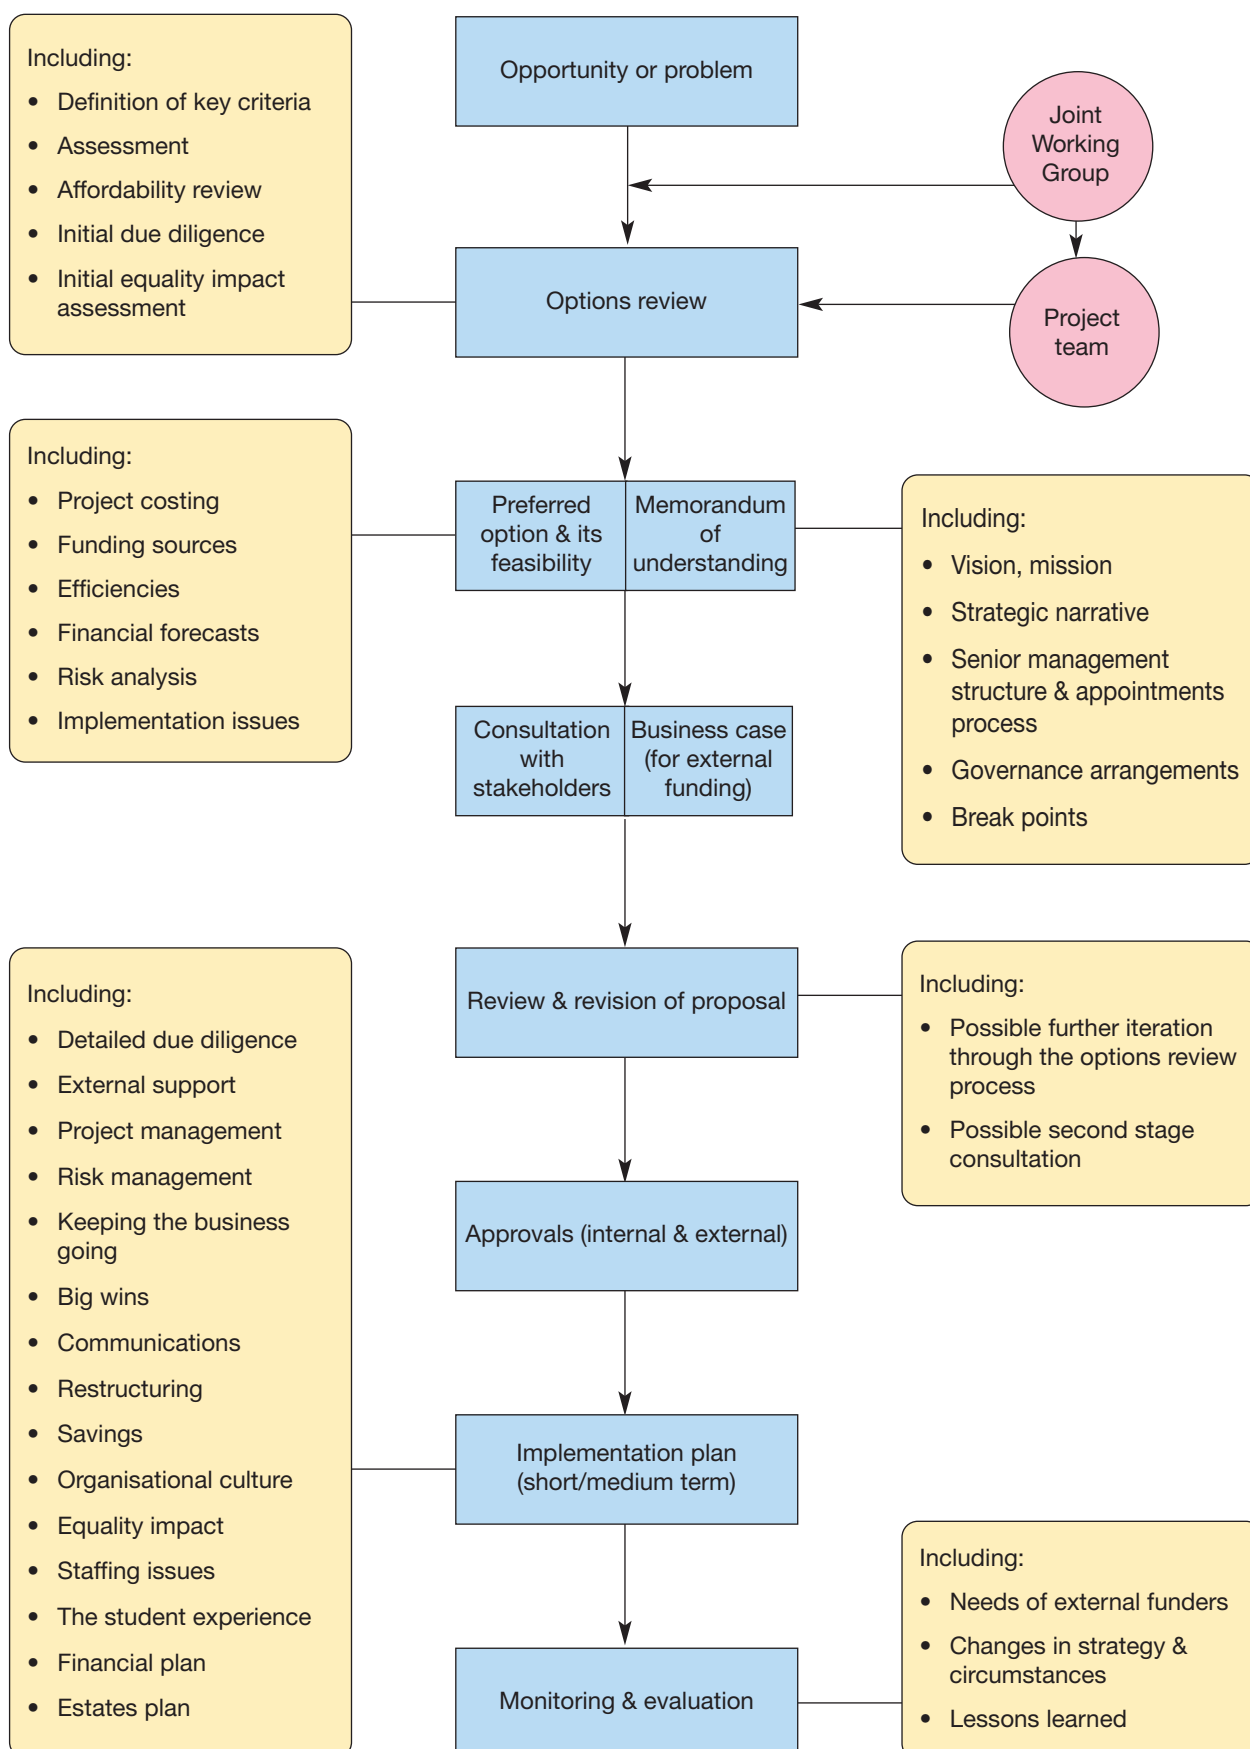 Including:
• Definition of key criteria
• Assessment
• Affordability review
• Initial due diligence
• Initial equality impact
assessment
Opportunity or problem
Joint
Working
Group
Options review
Project
team
Including:
• Project costing
• Funding sources
• Efficiencies
• Financial forecasts
• Risk analysis
• Implementation issues
Preferred
option & its
feasibility
Memorandum
of
understanding
Including:
• Vision, mission
• Strategic narrative
• Senior management
structure & appointments
process
• Governance arrangements
• Break points
Consultation
with
stakeholders
Business case
(for external
funding)
Review & revision of proposal
Including:
• Possible further iteration
through the options review
process
• Possible second stage
consultation
Approvals (internal & external)
Including:
• Detailed due diligence
• External support
• Project management
• Risk management
• Keeping the business
going
• Big wins
• Communications
• Restructuring
• Savings
• Organisational culture
• Equality impact
• Staffing issues
• The student experience
• Financial plan
• Estates plan
Implementation plan
(short/medium term)
Monitoring & evaluation
Including:
• Needs of external funders
• Changes in strategy &
circumstances
• Lessons learned